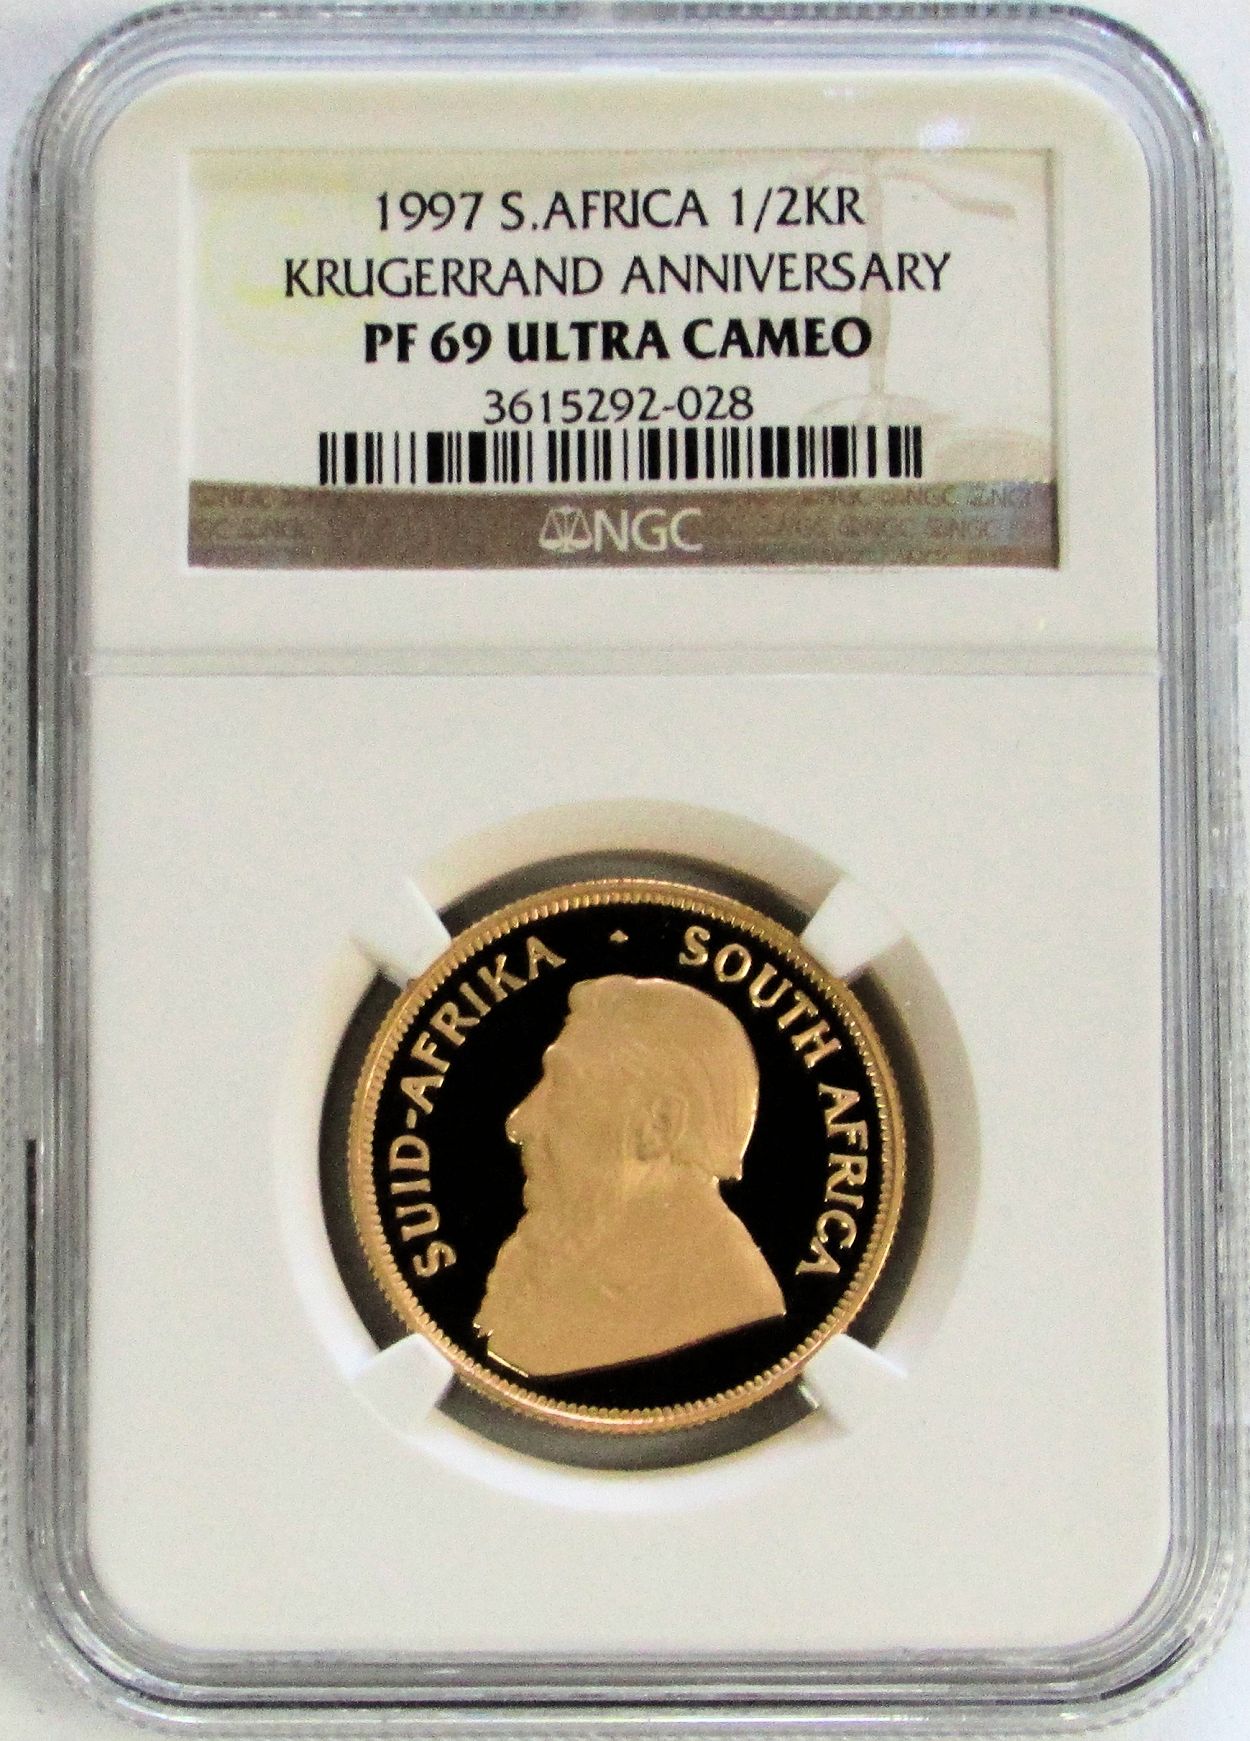 1997 S.AFRICA 1/2KR
KRUGERRAND ANNIVERSARY
PF 69 ULTRA CAMEO
3615292-028
NGC
SUID-AFRIKA
SOUTH AFRICA